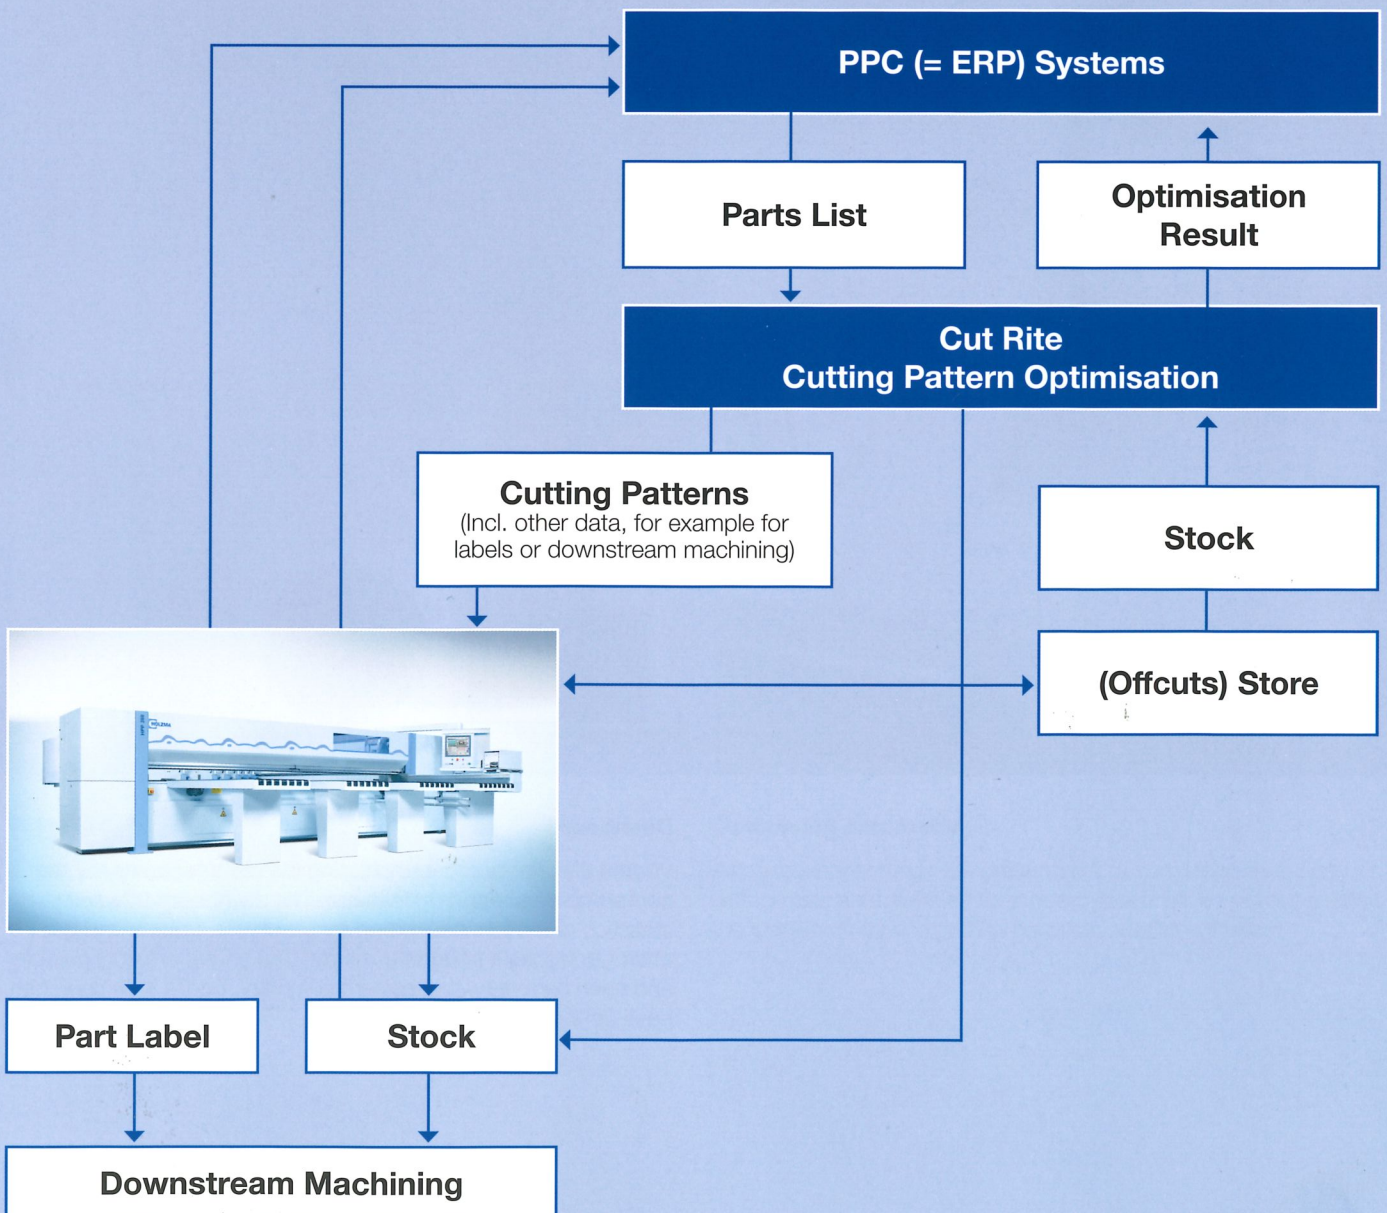 PPC (= ERP) Systems
Parts List
Optimisation
Result
Cut Rite
Cutting Pattern Optimisation
Cutting Patterns
(Incl. other data, for example for
labels or downstream machining)
Stock
(Offcuts) Store
HOLZMA
Part Label
Stock
Downstream Machining